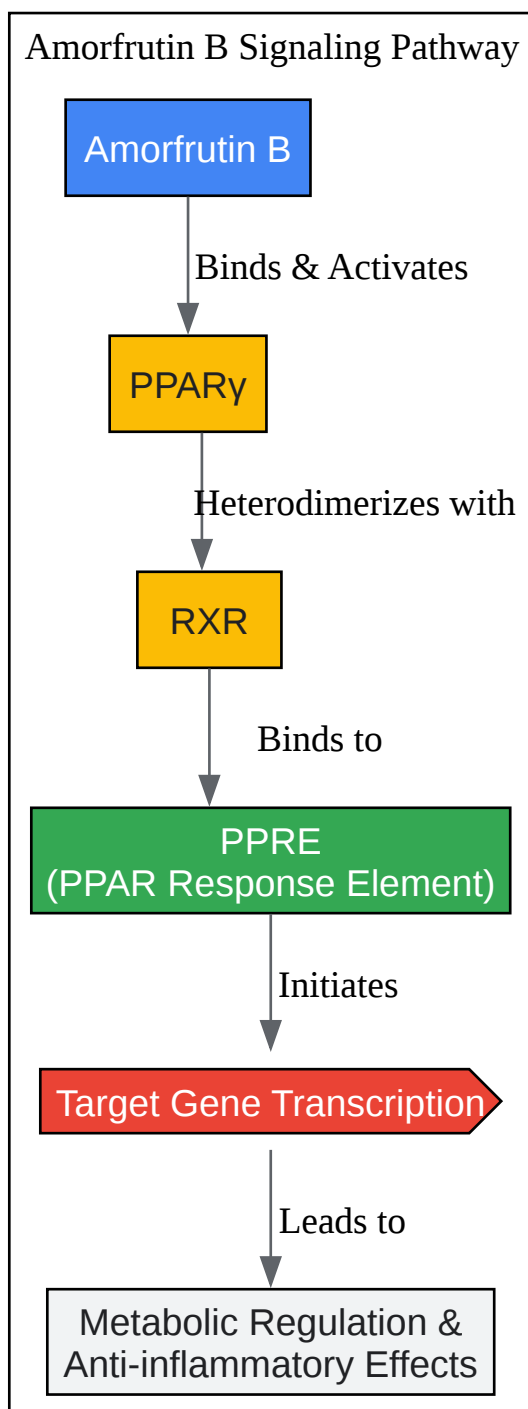 Amorfrutin B Signaling Pathway
Amorfrutin B
Binds & Activates
PPARγ
Heterodimerizes with
RXR
Binds to
PPRE
(PPAR Response Element)
Initiates
Target Gene Transcription
Leads to
Metabolic Regulation &
Anti-inflammatory Effects